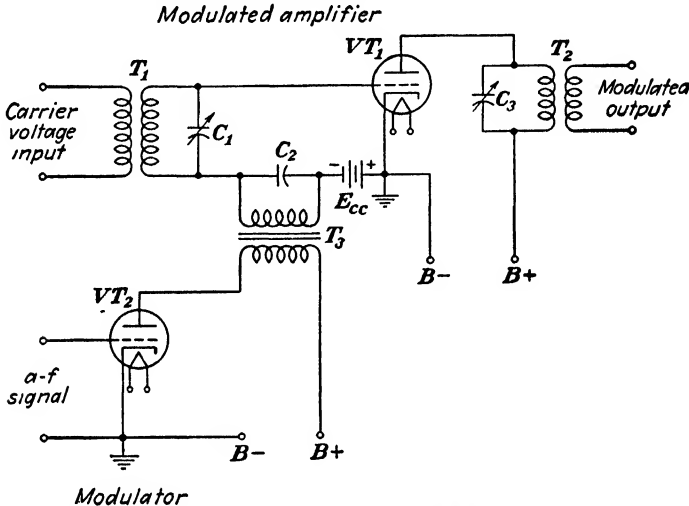 Modulated amplifier
VT1
T1
T2
Carrier
voltage
input
C1
C3
Modulated
output
C2
- +
Ecc
T3
B-
B+
VT2
a-f
signal
B-
B+
Modulator